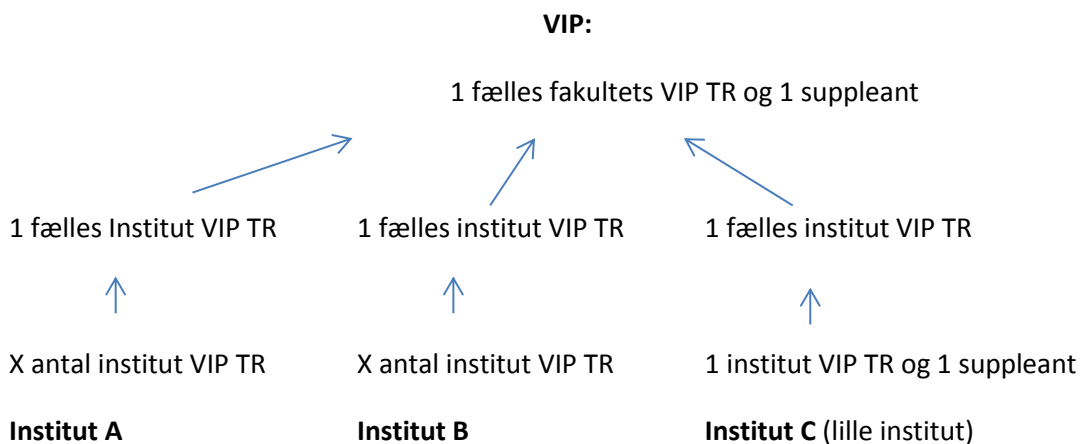 VIP:
1 fælles fakultets VIP TR og 1 suppleant
1 fælles Institut VIP TR 1 fælles institut VIP TR 1 fælles institut VIP TR
X antal institut VIP TR X antal institut VIP TR 1 institut VIP TR og 1 suppleant
Institut A Institut B Institut C (lille institut)